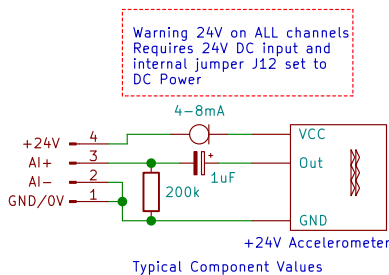 Warning 24V on ALL channels
Requires 24V DC input and
internal jumper J12 set to
DC Power
4-8mA
+24V 4 VCC
AI+ 3 + Out
AI- 2 1uF
GND/0V 1 200k
GND
+24V Accelerometer
Typical Component Values